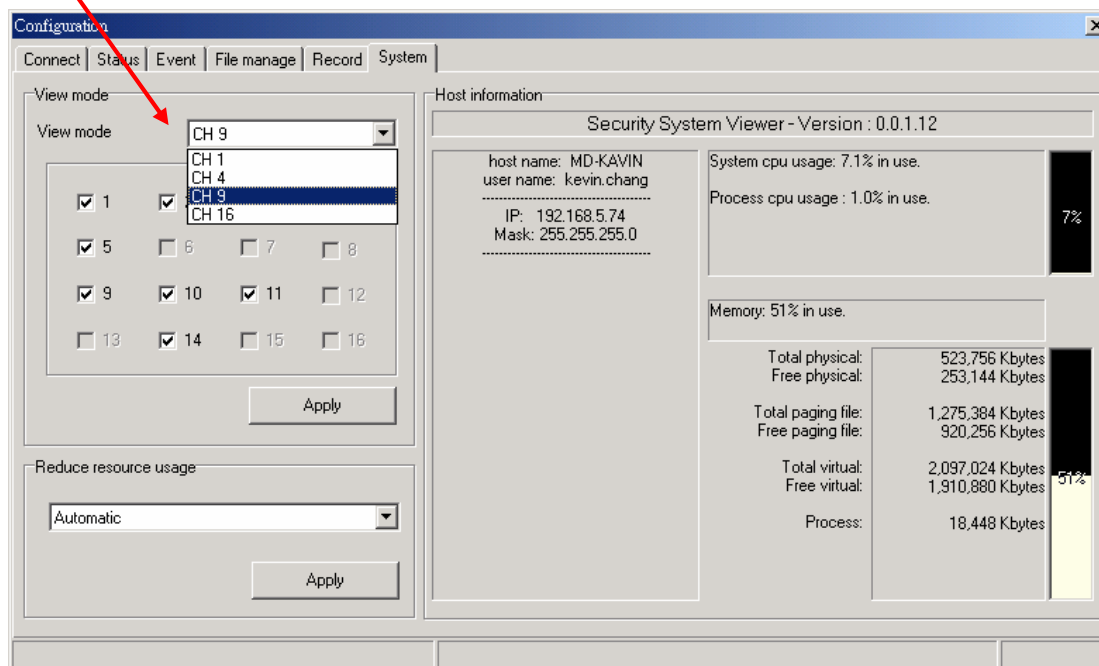 Configuration
Connect Status Event File manage Record System
View mode
View mode CH 9
CH 1
CH 4
CH 9
CH 16
1
5 6 7 8
9 10 11 12
13 14 15 16
Apply
Reduce resource usage
Automatic
Apply
Host information
Security System Viewer - Version : 0.0.1.12
host name: MD-KAVIN
user name: kevin.chang
------------------------------------
IP: 192.168.5.74
Mask: 255.255.255.0
------------------------------------
System cpu usage: 7.1% in use.
Process cpu usage : 1.0% in use.
7%
Memory: 51% in use.
Total physical: 523,756 Kbytes
Free physical: 253,144 Kbytes
Total paging file: 1,275,384 Kbytes
Free paging file: 920,256 Kbytes
Total virtual: 2,097,024 Kbytes
Free virtual: 1,910,880 Kbytes
Process: 18,448 Kbytes
51%